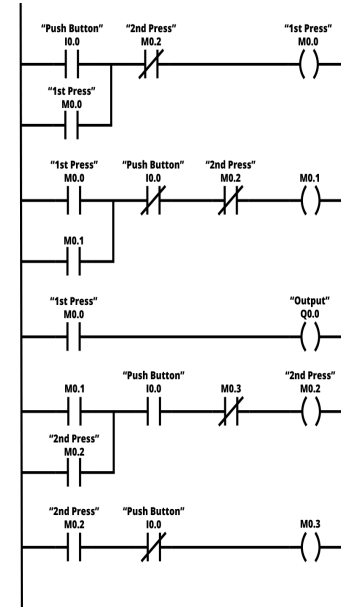 "Push Button" "2nd Press" "1st Press"
I0.0 M0.2 M0.0
"1st Press"
M0.0
"1st Press" "Push Button" "2nd Press"
M0.0 I0.0 M0.2 M0.1
M0.1
"1st Press" "Output"
M0.0 Q0.0
"Push Button" "2nd Press"
M0.1 I0.0 M0.3 M0.2
"2nd Press"
M0.2
"2nd Press" "Push Button"
M0.2 I0.0 M0.3